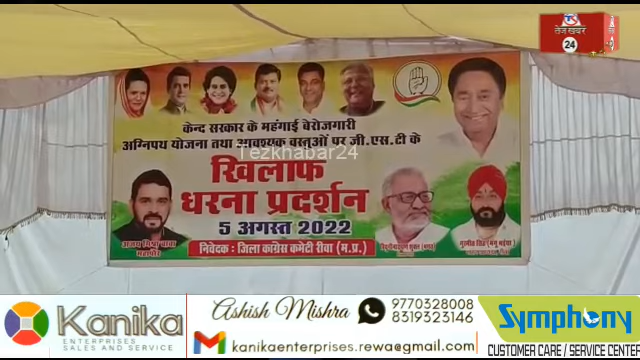 तेज खबर
24
केन्द्र सरकार के महंगाई बेरोजगारी
अग्निपथ योजना तथा आवश्यक वस्तुओं पर जी.एस.टी के
Tezkhabar24
खिलाफ
धरना प्रदर्शन
5 अगस्त 2022
निवेदक : जिला कांग्रेस कमेटी रीवा (म.प्र.)
अजय मिश्रा बाबा
महापौर
Kanika
ENTERPRISES
SALES AND SERVICE
Ashish Mishra
9770328008
8319323146
kanikaenterprises.rewa@gmail.com
Symphony
CUSTOMER CARE / SERVICE CENTER